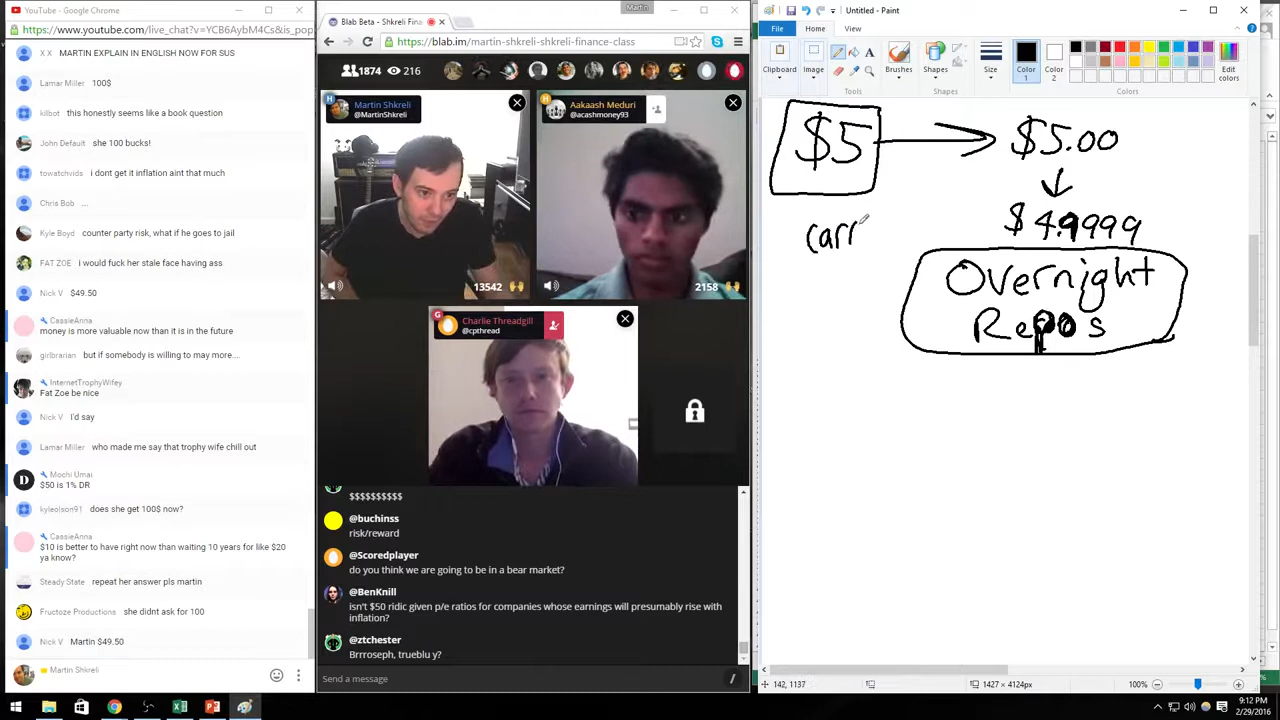 YouTube - Google Chrome
https://www.youtube.com/live_chat?v=YCB6AybM4Cs&is_pop
MARTIN EXPLAIN IN ENGLISH NOW FOR SUS
Lamar Miller 100$
killbot this honestly seems like a book question
John Default she 100 bucks!
towatchvids i dont get it inflation aint that much
Chris Bob ...
Kyle Boyd counter party risk, what if he goes to jail
FAT ZOE i would fuck her stale face having ass
Nick V $49.50
CassieAnna
money is more valuable now than it is in the future
girlbrarian but if somebody is willing to may more....
InternetTrophyWifey
Fat Zoe be nice
Nick V I'd say
Lamar Miller who made me say that trophy wife chill out
Mochi Umai
$50 is 1% DR
kyleolson91 does she get 100$ now?
CassieAnna
$10 is better to have right now than waiting 10 years for like $20
ya know?
Steady State repeat her answer pls martin
Fructoze Productions she didnt ask for 100
Nick V Martin $49.50
Martin Shkreli
Martin
Blab Beta - Shkreli Fina
https://blab.im/martin-shkreli-shkreli-finance-class
1874 216
H Martin Shkreli
@MartinShkreli
13542
H Aakaash Meduri
@acashmoney93
2158
G Charlie Threadgill
@cpthread
$$$$$$$$$$
@buchinss
risk/reward
@Scoredplayer
do you think we are going to be in a bear market?
@BenKnill
isn't $50 ridic given p/e ratios for companies whose earnings will presumably rise with
inflation?
@ztchester
Brrroseph, trueblu y?
Send a message
Untitled - Paint
File Home View
Clipboard Image Tools Brushes Shapes Size Color 1 Color 2 Edit colors
Shapes Colors
$5 $5.00
$4.9999
carr
Overnight
Repos
142, 1137 1427 × 4124px 100%
9:12 PM
2/29/2016